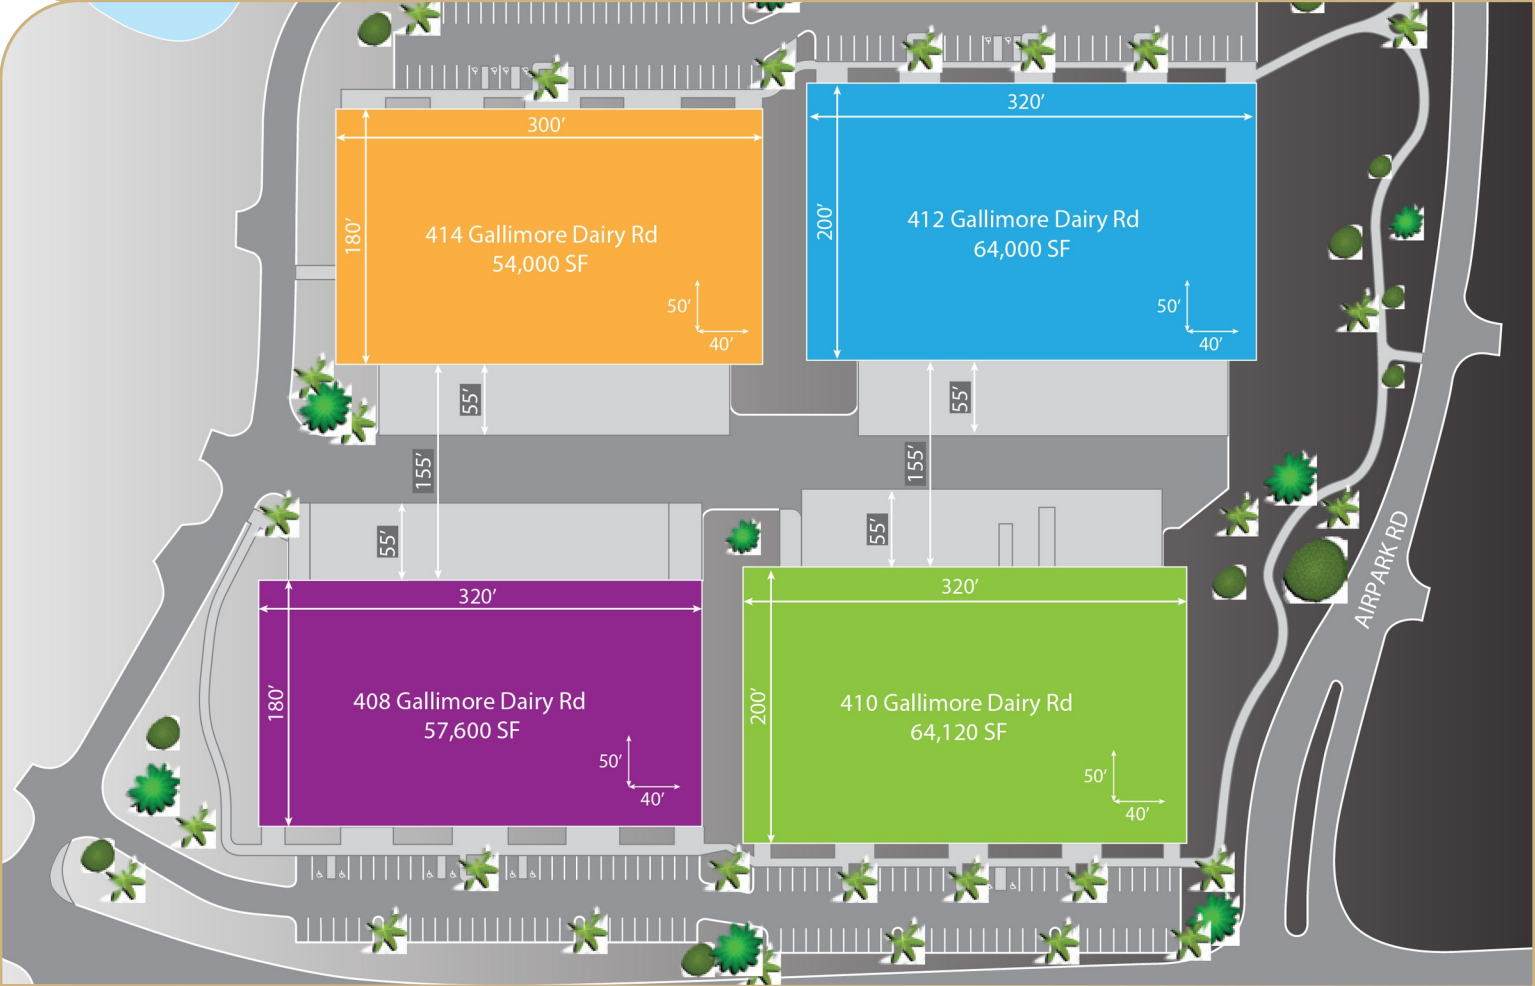 300′
180′
414 Gallimore Dairy Rd
54,000 SF
50′
40′
320′
200′
412 Gallimore Dairy Rd
64,000 SF
50′
40′
55′
155′
55′
55′
155′
55′
320′
180′
408 Gallimore Dairy Rd
57,600 SF
50′
40′
320′
200′
410 Gallimore Dairy Rd
64,120 SF
50′
40′
AIRPARK RD